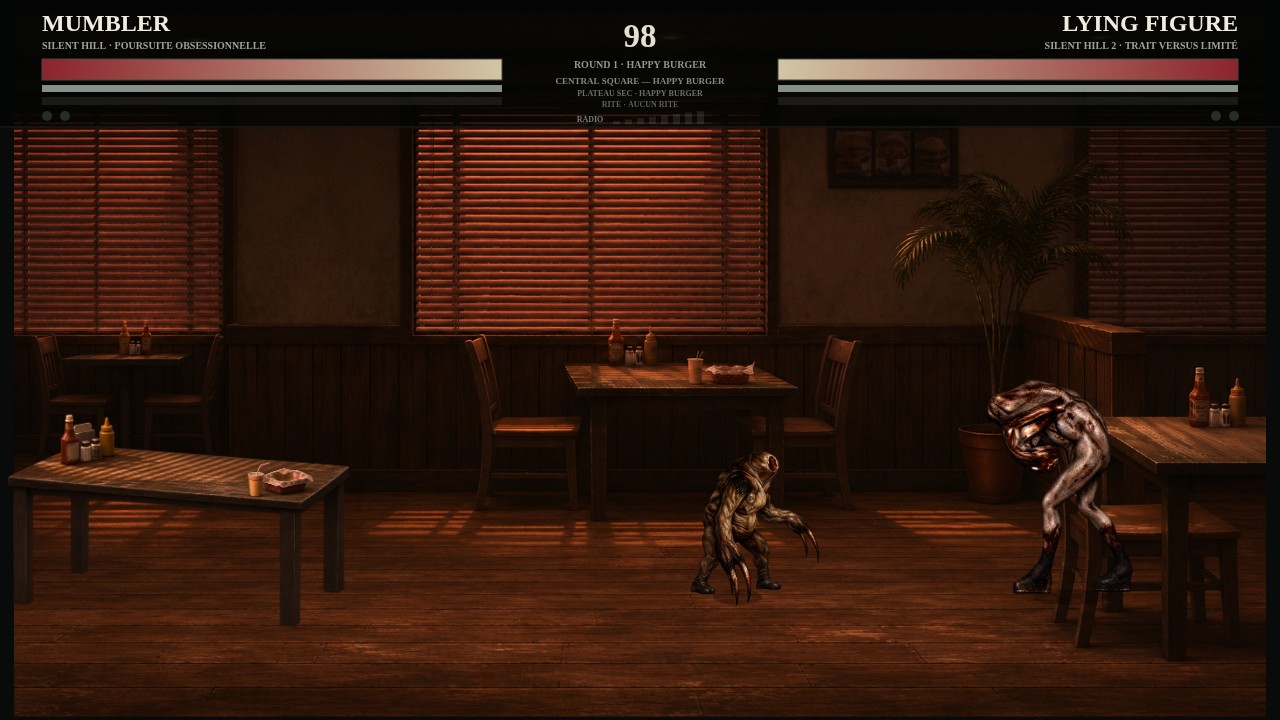 MUMBLER
SILENT HILL · POURSUITE OBSESSIONNELLE
98
ROUND 1 · HAPPY BURGER
CENTRAL SQUARE — HAPPY BURGER
PLATEAU SEC · HAPPY BURGER
RITE · AUCUN RITE
RADIO
LYING FIGURE
SILENT HILL 2 · TRAIT VERSUS LIMITÉ